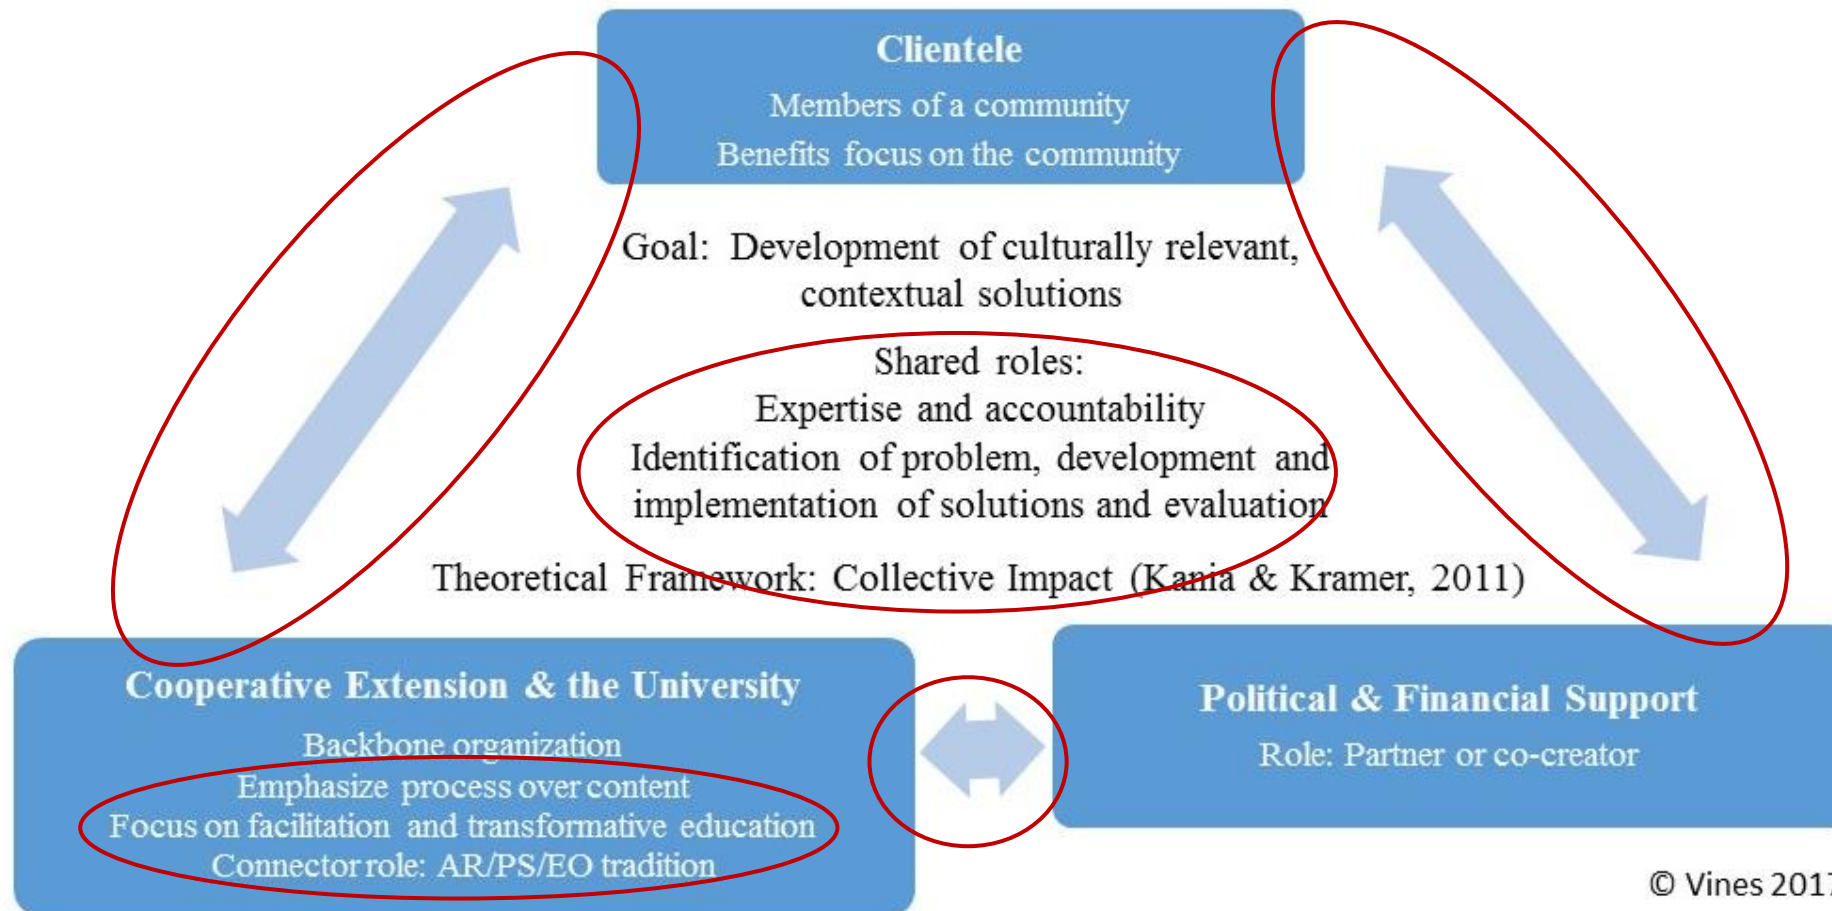 Clientele
Members of a community
Benefits focus on the community
Goal: Development of culturally relevant,
contextual solutions
Shared roles:
Expertise and accountability
Identification of problem, development and
implementation of solutions and evaluation
Theoretical Framework: Collective Impact (Kania & Kramer, 2011)
Cooperative Extension & the University
Backbone organization
Emphasize process over content
Focus on facilitation and transformative education
Connector role: AR/PS/EO tradition
Political & Financial Support
Role: Partner or co-creator
© Vines 2017